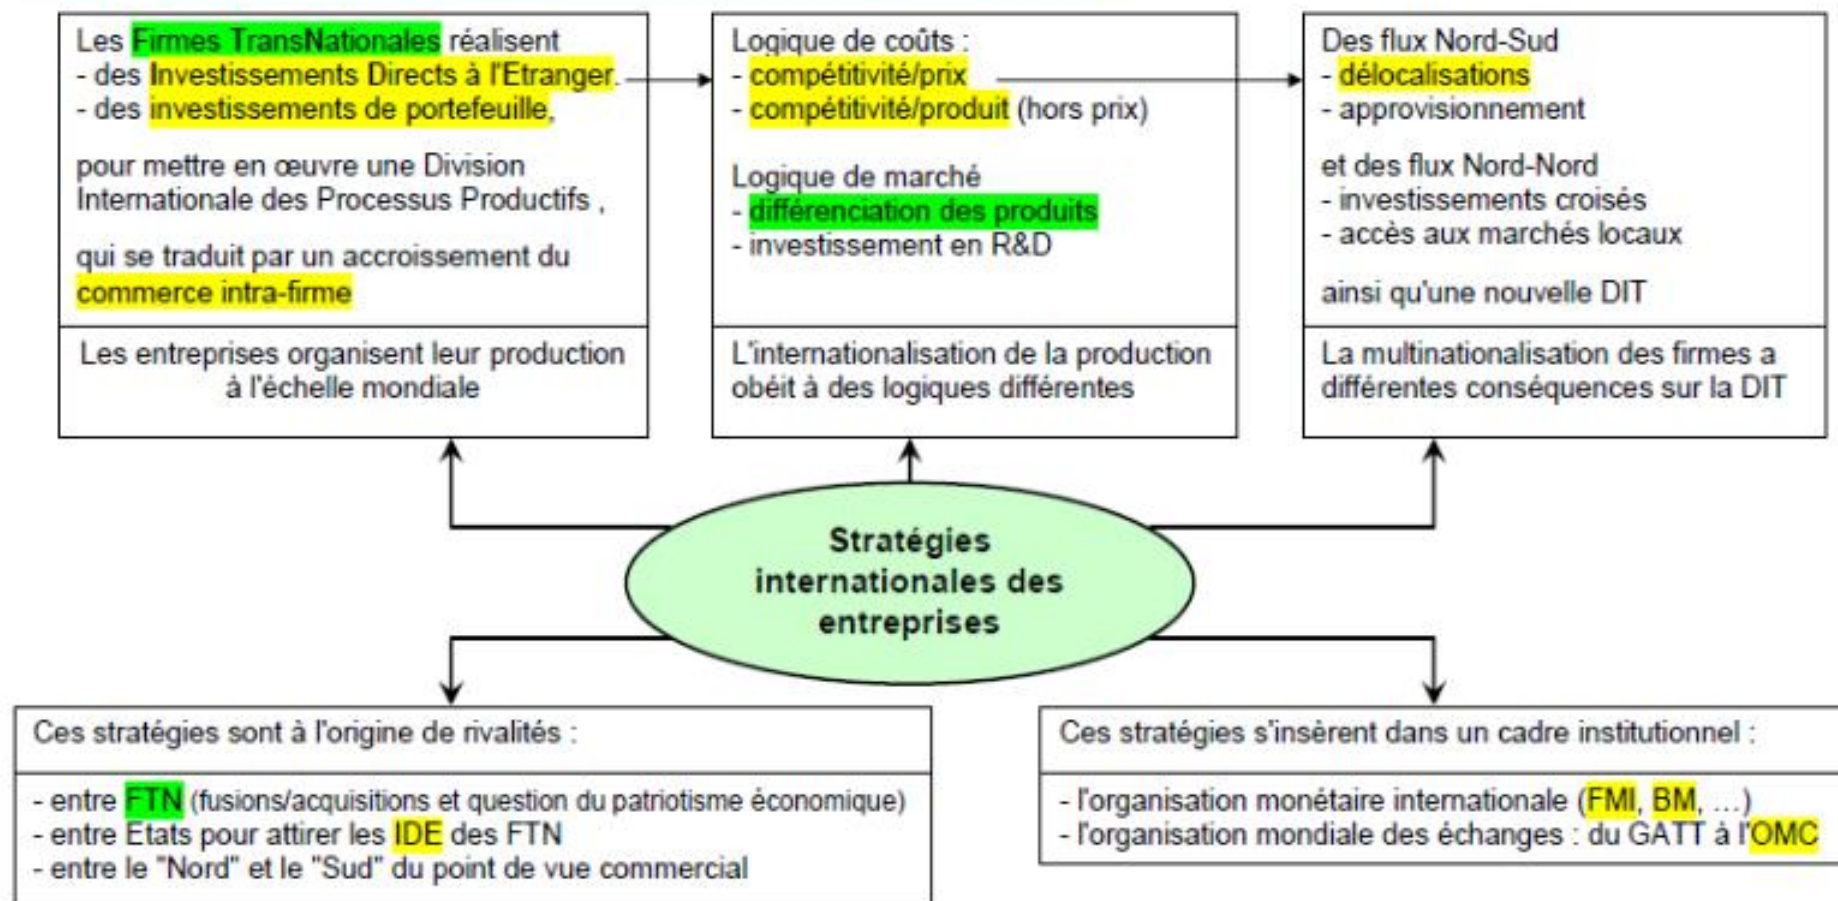 Les Firmes TransNationales réalisent
- des Investissements Directs à l'Etranger.
- des investissements de portefeuille,
pour mettre en œuvre une Division
Internationale des Processus Productifs ,
qui se traduit par un accroissement du
commerce intra-firme
Les entreprises organisent leur production
à l'échelle mondiale
Logique de coûts :
- compétitivité/prix
- compétitivité/produit (hors prix)
Logique de marché
- différenciation des produits
- investissement en R&D
L'internationalisation de la production
obéit à des logiques différentes
Des flux Nord-Sud
- délocalisations
- approvisionnement
et des flux Nord-Nord
- investissements croisés
- accès aux marchés locaux
ainsi qu'une nouvelle DIT
La multinationalisation des firmes a
différentes conséquences sur la DIT
Stratégies
internationales des
entreprises
Ces stratégies sont à l'origine de rivalités :
- entre FTN (fusions/acquisitions et question du patriotisme économique)
- entre Etats pour attirer les IDE des FTN
- entre le "Nord" et le "Sud" du point de vue commercial
Ces stratégies s'insèrent dans un cadre institutionnel :
- l'organisation monétaire internationale (FMI, BM, ...)
- l'organisation mondiale des échanges : du GATT à l'OMC